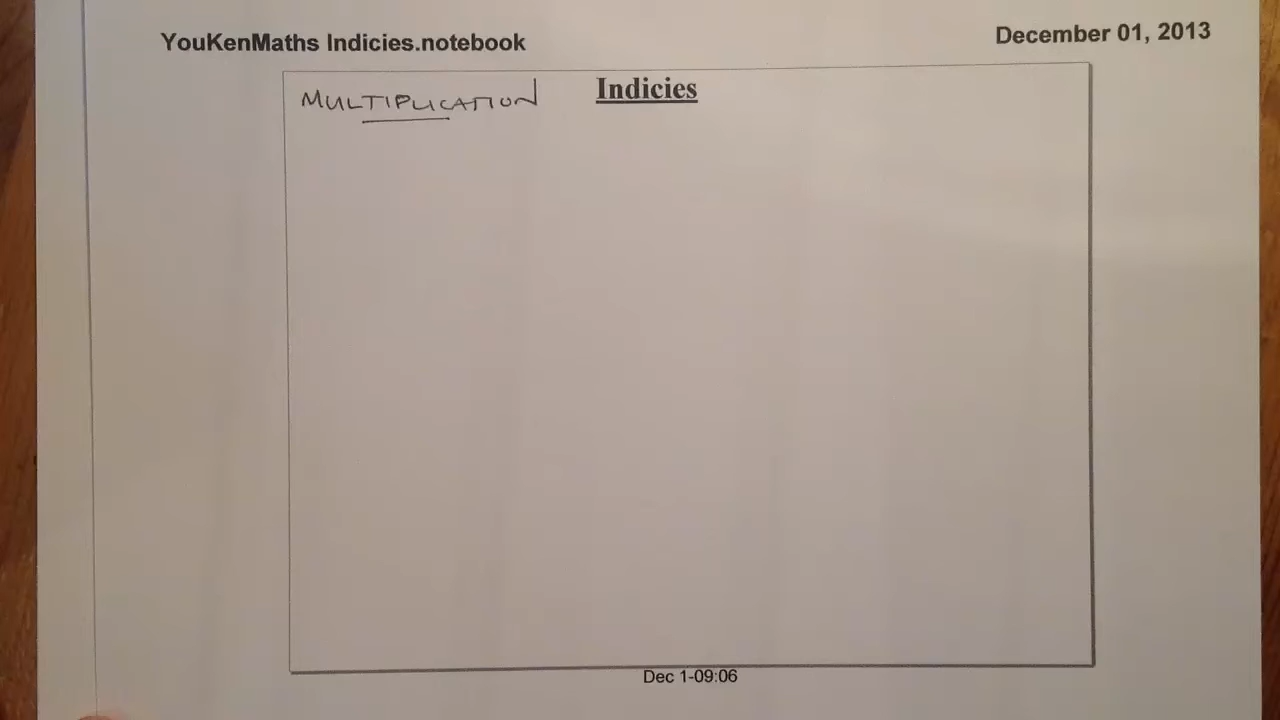 YouKenMaths Indicies.notebook
December 01, 2013
MULTIPLICATION
Indicies
Dec 1-09:06